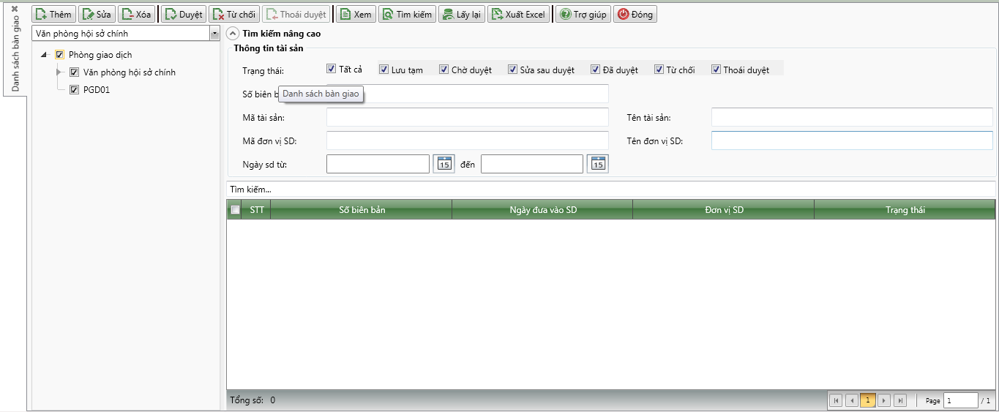 Danh sách bàn giao
Thêm Sửa Xóa Duyệt Từ chối Thoái duyệt Xem Tìm kiếm Lấy lại Xuất Excel Trợ giúp Đóng
Văn phòng hội sở chính
Phòng giao dịch
Văn phòng hội sở chính
PGD01
Tìm kiếm nâng cao
Thông tin tài sản
Trạng thái: Tất cả Lưu tạm Chờ duyệt Sửa sau duyệt Đã duyệt Từ chối Thoái duyệt
Số biên
Danh sách bàn giao
Mã tài sản: Tên tài sản:
Mã đơn vị SD: Tên đơn vị SD:
Ngày sd từ: 15 đến 15
Tìm kiếm...
STT Số biên bản Ngày đưa vào SD Đơn vị SD Trạng thái
Tổng số: 0
1 Page 1 / 1